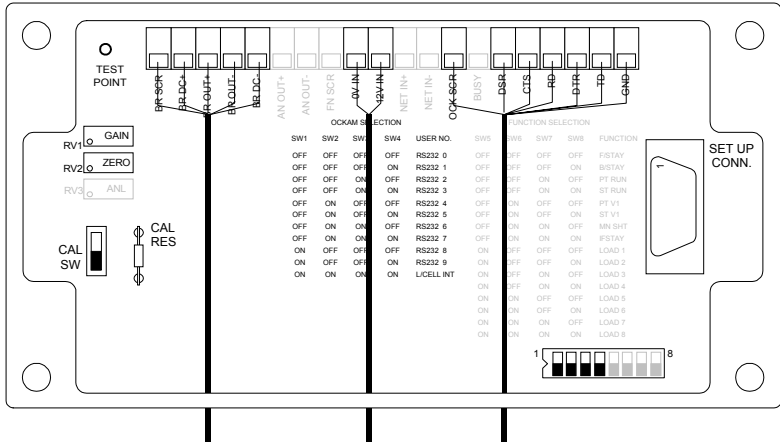 TEST
POINT
BR SCR
BR DC+
BR OUT+
BR OUT-
BR DC-
AN OUT+
AN OUT-
FN SCR
0V IN
12V IN
NET IN+
NET IN-
OCK SCR
BUSY
DSR
CTS
RD
DTR
TD
GND
RV1 GAIN
RV2 ZERO
RV3 ANL
CAL
SW
CAL
RES
OCKAM SELECTION
SW1 SW2 SW3 SW4 USER NO.
OFF OFF OFF OFF RS232 0
OFF OFF OFF ON RS232 1
OFF OFF ON OFF RS232 2
OFF OFF ON ON RS232 3
OFF ON OFF OFF RS232 4
OFF ON OFF ON RS232 5
OFF ON ON OFF RS232 6
OFF ON ON ON RS232 7
ON OFF OFF OFF RS232 8
ON OFF OFF ON RS232 9
ON OFF ON ON L/CELL INT
FUNCTION SELECTION
SW5 SW6 SW7 SW8 FUNCTION
OFF OFF OFF OFF F/STAY
OFF OFF OFF ON B/STAY
OFF OFF ON OFF PT RUN
OFF OFF ON ON ST RUN
OFF ON OFF OFF PT V1
OFF ON OFF ON ST V1
OFF ON ON OFF MN.SHT
OFF ON ON ON IFSTAY
ON OFF OFF OFF LOAD 1
ON OFF OFF ON LOAD 2
ON OFF ON OFF LOAD 3
ON OFF ON ON LOAD 4
ON ON OFF OFF LOAD 5
ON ON OFF ON LOAD 6
ON ON ON OFF LOAD 7
ON ON ON ON LOAD 8
1
SET UP
CONN.
1 8